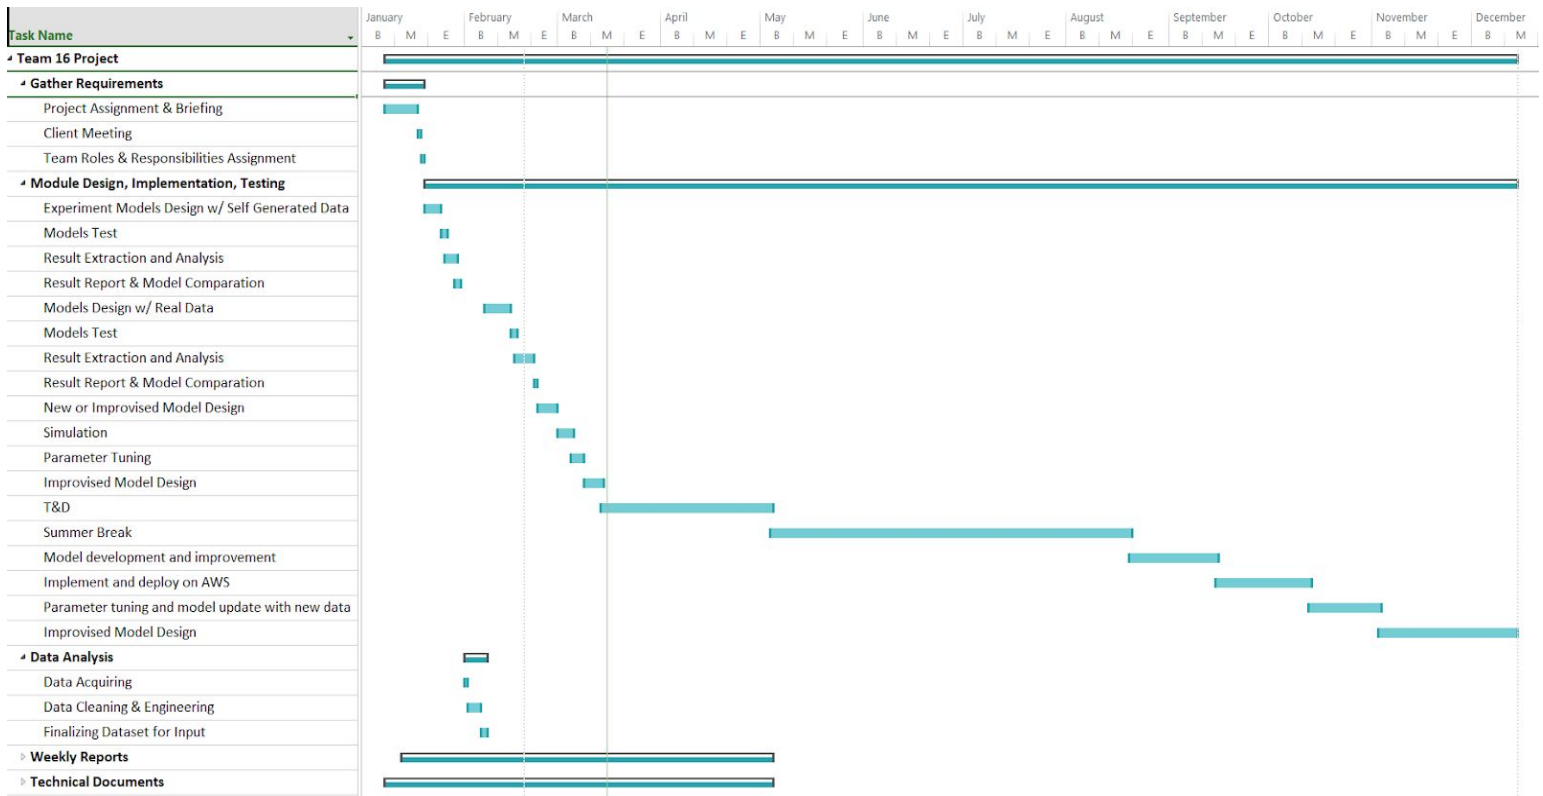 January February March April May June July August September October November December
Task Name B M E B M E B M E B M E B M E B M E B M E B M E B M E B M E B M E B M
Team 16 Project
Gather Requirements
Project Assignment & Briefing
Client Meeting
Team Roles & Responsibilities Assignment
Module Design, Implementation, Testing
Experiment Models Design w/ Self Generated Data
Models Test
Result Extraction and Analysis
Result Report & Model Comparation
Models Design w/ Real Data
Models Test
Result Extraction and Analysis
Result Report & Model Comparation
New or Improvised Model Design
Simulation
Parameter Tuning
Improvised Model Design
T&D
Summer Break
Model development and improvement
Implement and deploy on AWS
Parameter tuning and model update with new data
Improvised Model Design
Data Analysis
Data Acquiring
Data Cleaning & Engineering
Finalizing Dataset for Input
Weekly Reports
Technical Documents